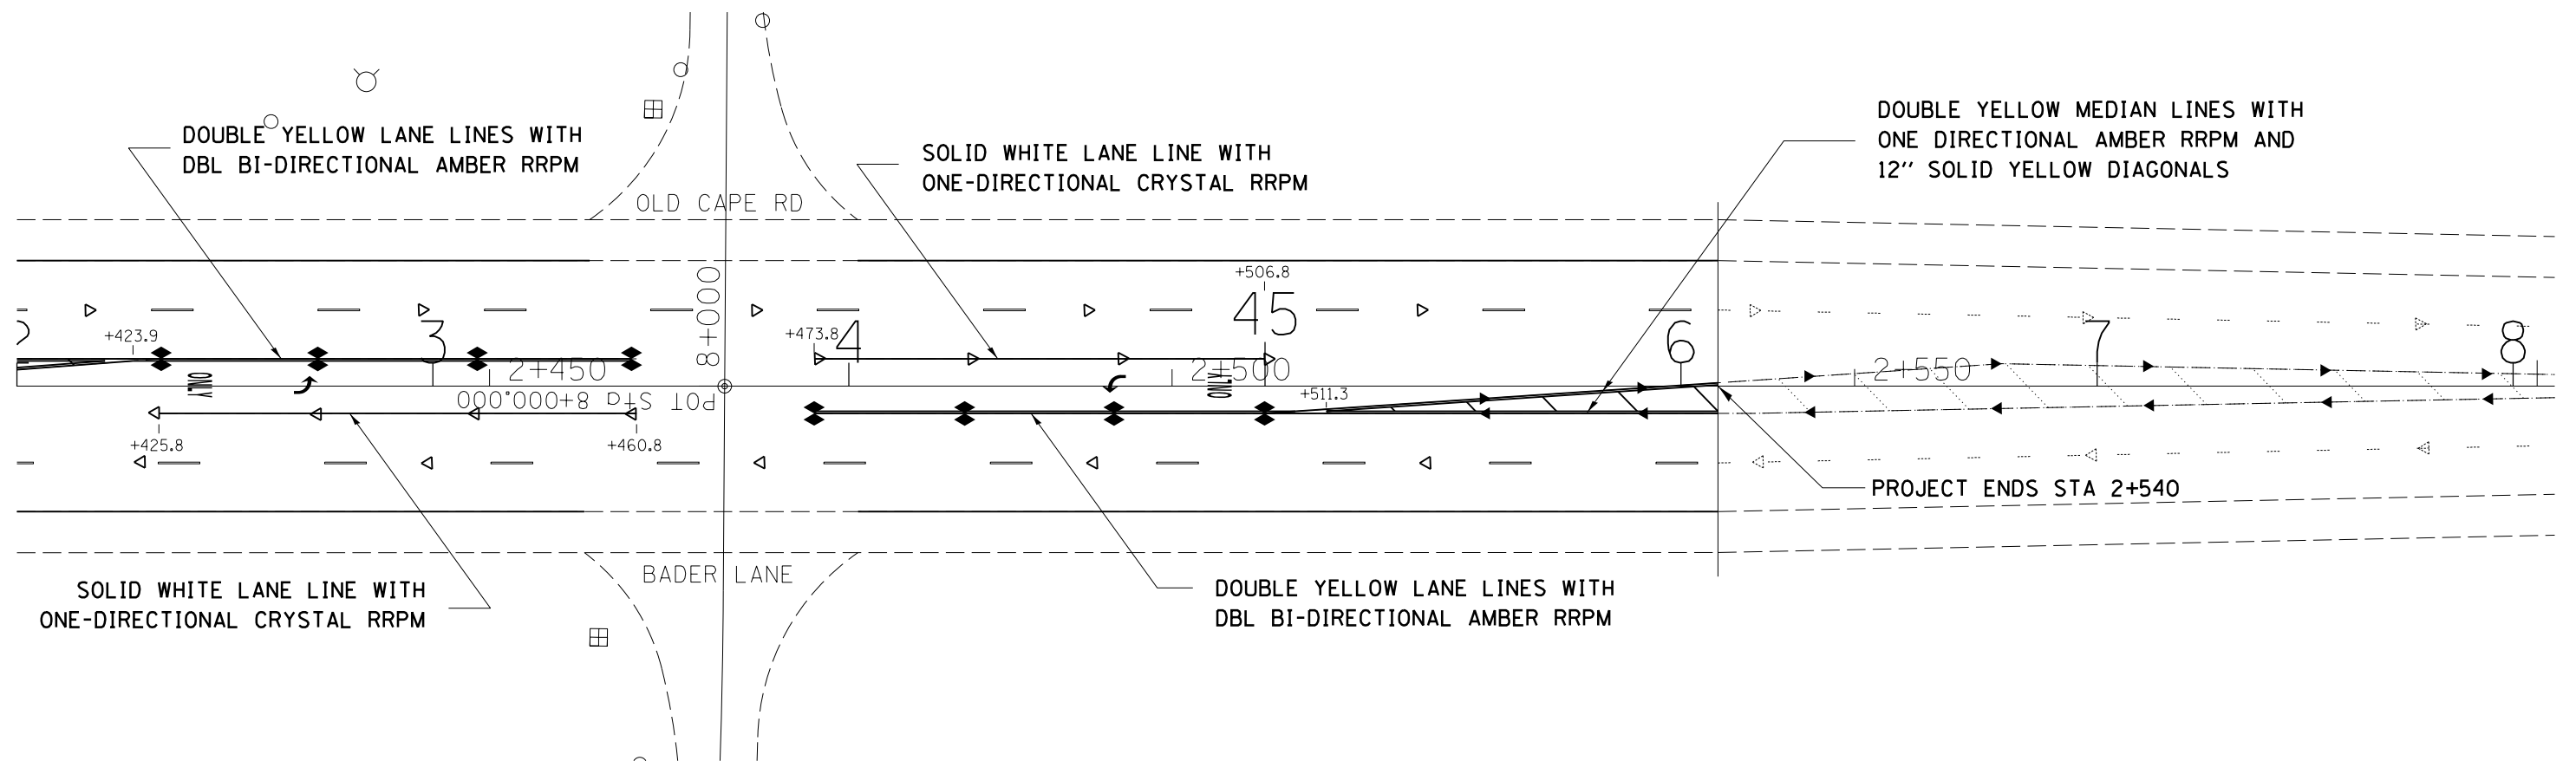 DOUBLE YELLOW LANE LINES WITH
DBL BI-DIRECTIONAL AMBER RRPM
SOLID WHITE LANE LINE WITH
ONE-DIRECTIONAL CRYSTAL RRPM
DOUBLE YELLOW MEDIAN LINES WITH
ONE DIRECTIONAL AMBER RRPM AND
12" SOLID YELLOW DIAGONALS
OLD CAPE RD
8+000
+506.8
45
+423.9
3
+473.8
4
6
7
8
2+450
2+500
2+550
ONLY
ONLY
POT Sta 8+000.000
+511.3
+425.8
+460.8
PROJECT ENDS STA 2+540
BADER LANE
SOLID WHITE LANE LINE WITH
ONE-DIRECTIONAL CRYSTAL RRPM
DOUBLE YELLOW LANE LINES WITH
DBL BI-DIRECTIONAL AMBER RRPM